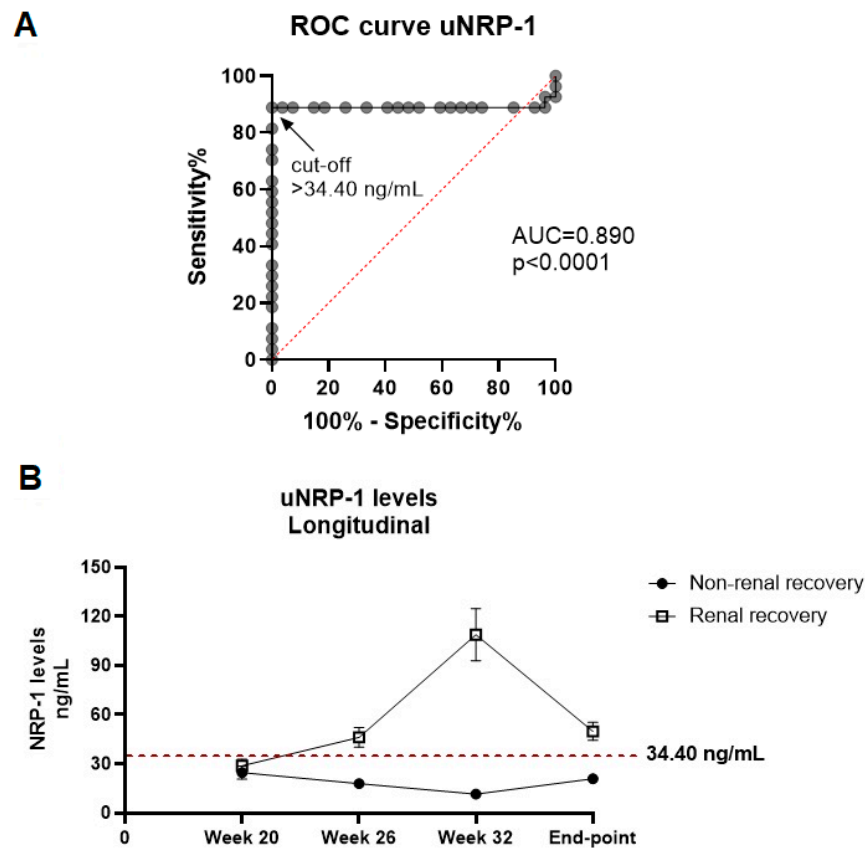 A
ROC curve uNRP-1
100
80
60
40
20
0
Sensitivity%
cut-off
>34.40 ng/mL
AUC=0.890
p<0.0001
0 20 40 60 80 100
100% - Specificity%
B
uNRP-1 levels
Longitudinal
150
120
90
60
30
0
NRP-1 levels
ng/mL
Non-renal recovery
Renal recovery
34.40 ng/mL
0 Week 20 Week 26 Week 32 End-point